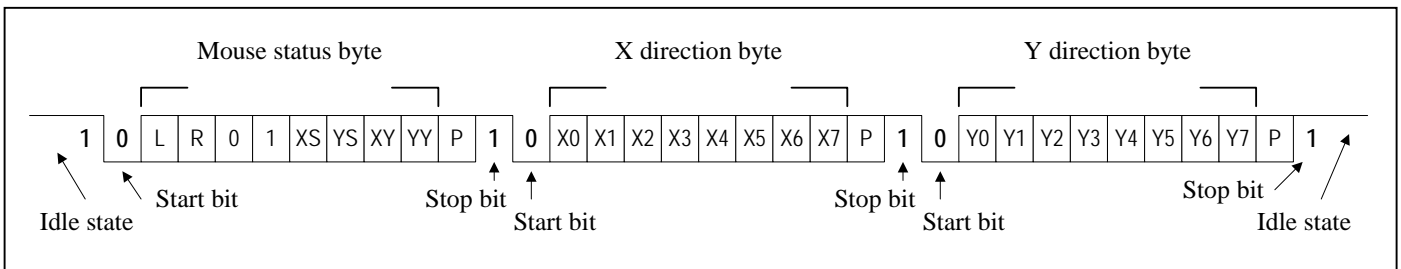 Mouse status byte X direction byte Y direction byte
1 0 L R 0 1 XS YS XY YY P 1 0 X0 X1 X2 X3 X4 X5 X6 X7 P 1 0 Y0 Y1 Y2 Y3 Y4 Y5 Y6 Y7 P 1
Start bit Stop bit Stop bit Stop bit
Idle state Start bit Start bit Idle state